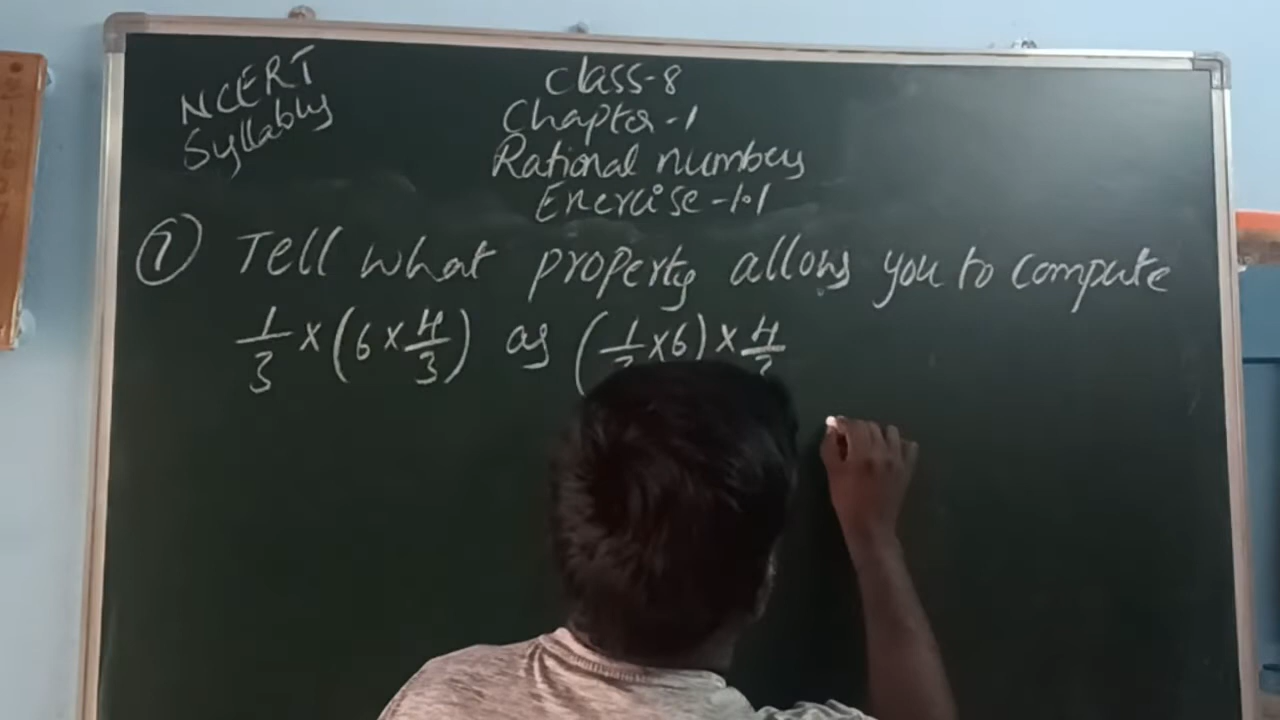 NCERT
Syllabus
Class-8
Chapter-1
Rational numbers
Exercise-1.1
7 Tell what property allows you to compute
1/3 × (6 × 4/3) as (1/3 × 6) × 4/3